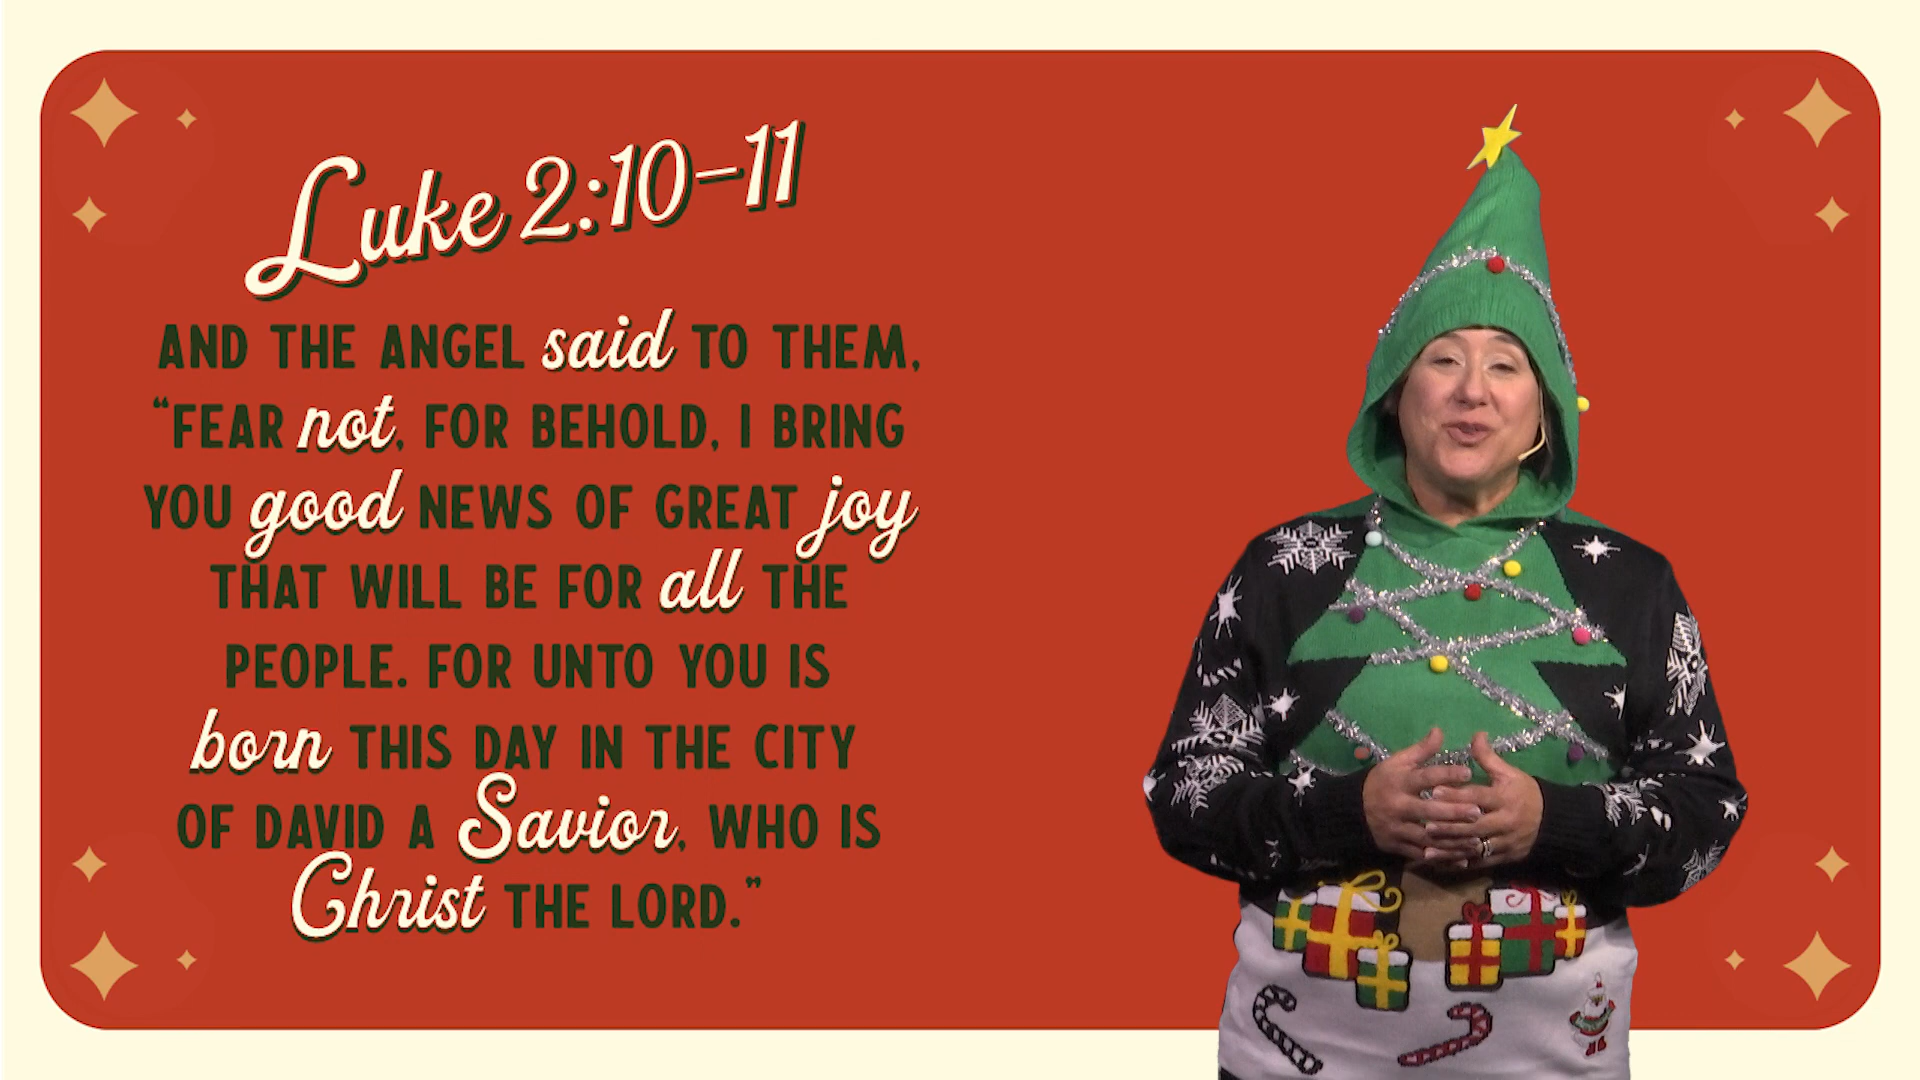 Luke 2:10–11
AND THE ANGEL said TO THEM,
“FEAR not, FOR BEHOLD, I BRING
YOU good NEWS OF GREAT joy
THAT WILL BE FOR all THE
PEOPLE. FOR UNTO YOU IS
born THIS DAY IN THE CITY
OF DAVID A Savior, WHO IS
Christ THE LORD.”